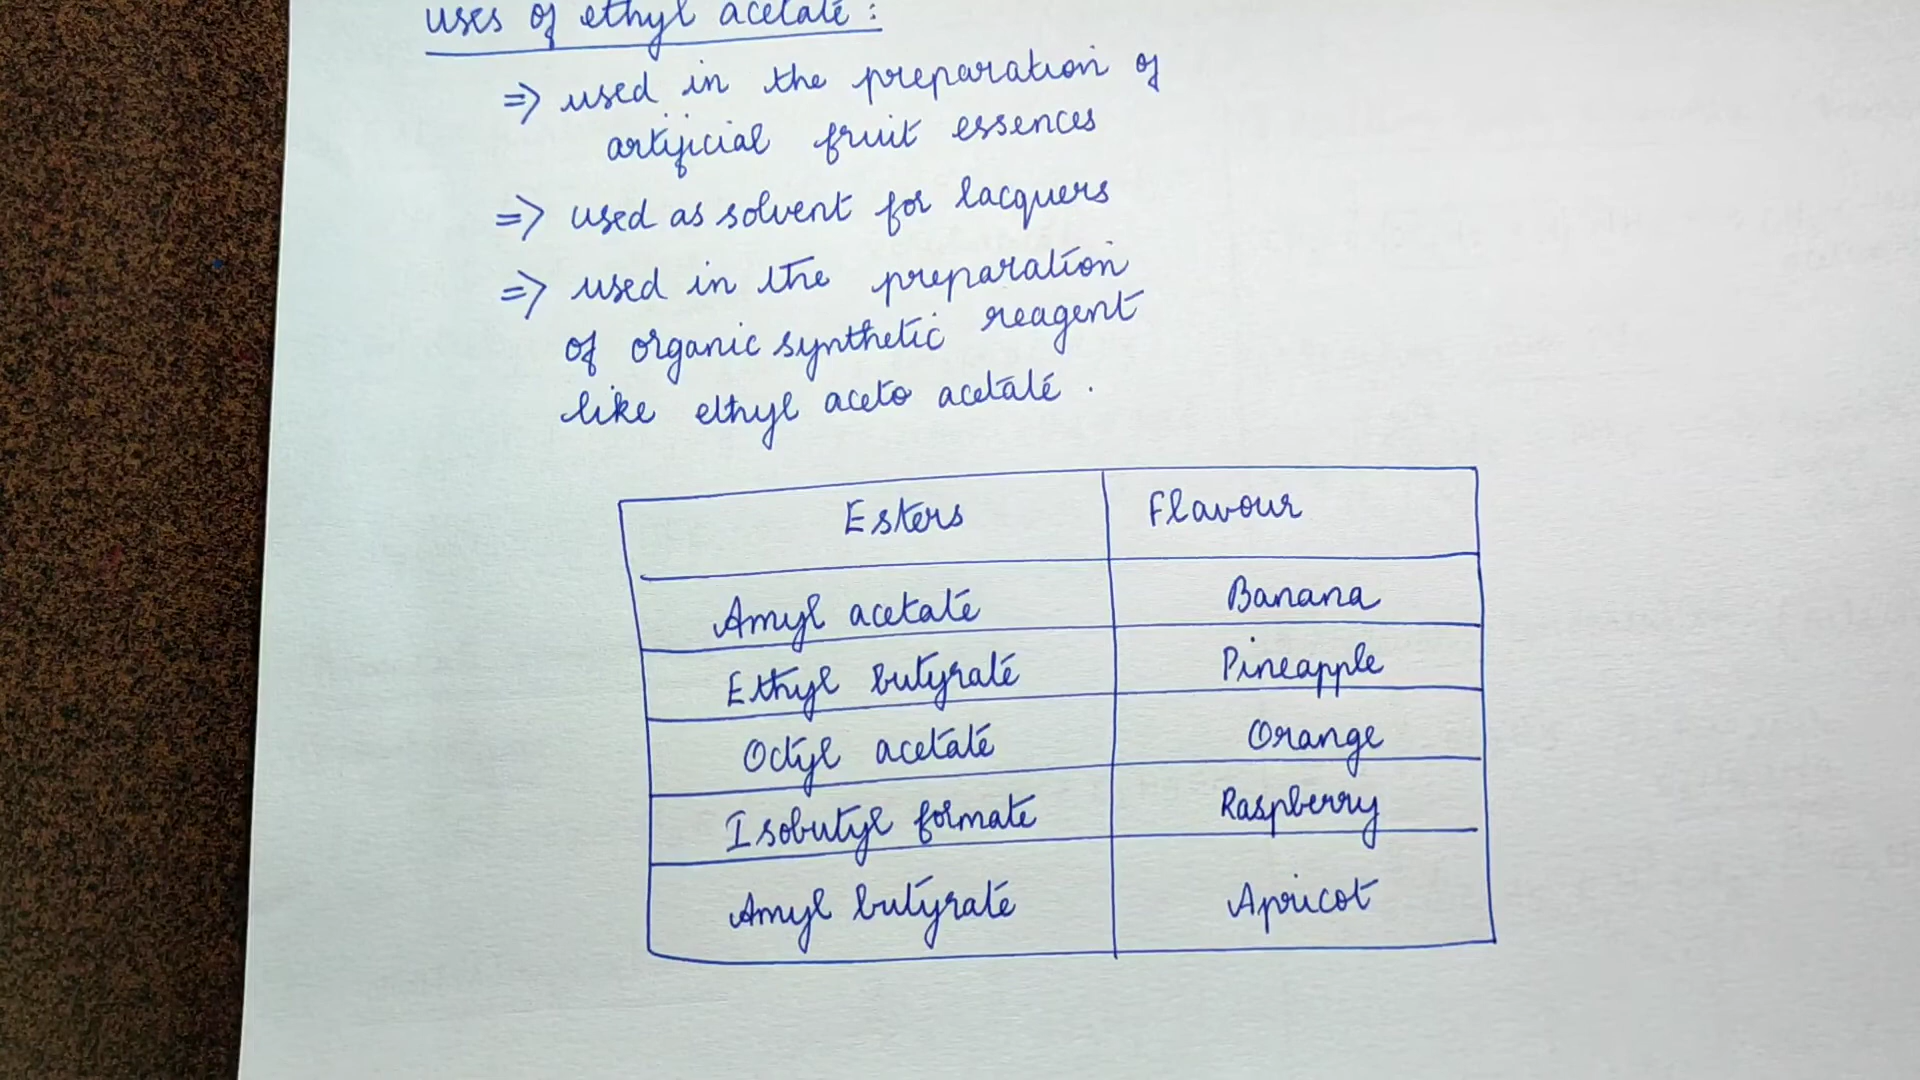 uses of ethyl acetate :
=> used in the preparation of
artificial fruit essences
=> used as solvent for lacquers
=> used in the preparation
of organic synthetic reagent
like ethyl aceto acetate .
Esters Flavour
Amyl acetate Banana
Ethyl butyrate Pineapple
Octyl acetate Orange
Isobutyl formate Raspberry
Amyl butyrate Apricot